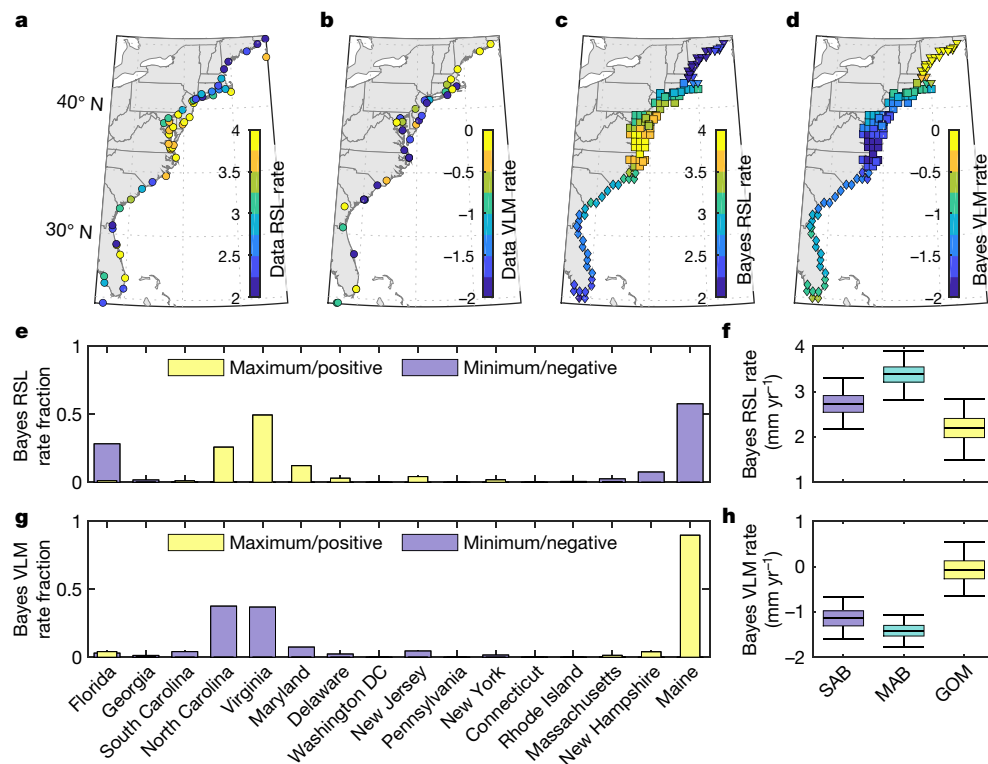 a
b
c
d
40° N
30° N
4
3.5
3
2.5
2
Data RSL rate
0
−0.5
−1
−1.5
−2
Data VLM rate
4
3.5
3
2.5
2
Bayes RSL rate
0
−0.5
−1
−1.5
−2
Bayes VLM rate
e
1
0.5
0
Bayes RSL
rate fraction
Maximum/positive
Minimum/negative
f
4
3
2
1
Bayes RSL rate
(mm yr⁻¹)
g
1
0.5
0
Bayes VLM
rate fraction
Maximum/positive
Minimum/negative
Florida
Georgia
South Carolina
North Carolina
Virginia
Maryland
Delaware
Washington DC
New Jersey
Pennsylvania
New York
Connecticut
Rhode Island
Massachusetts
New Hampshire
Maine
h
1
0
−1
−2
Bayes VLM rate
(mm yr⁻¹)
SAB
MAB
GOM